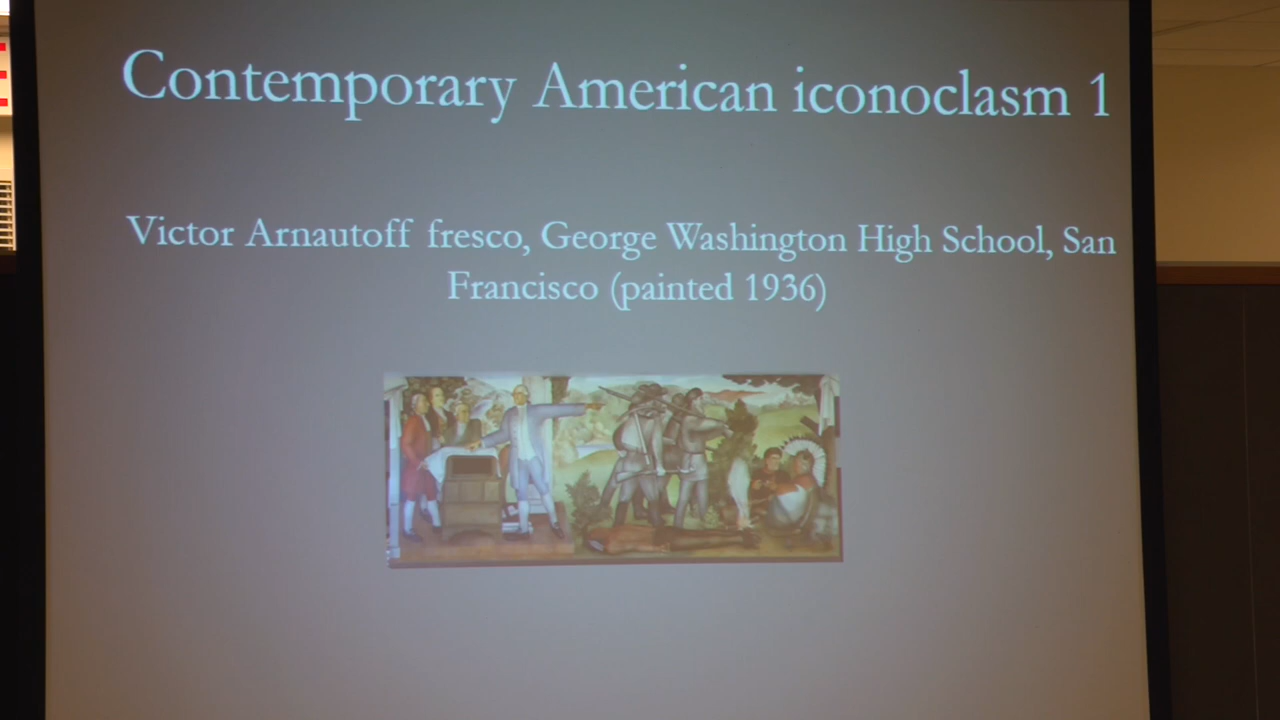 Contemporary American iconoclasm 1
Victor Arnautoff fresco, George Washington High School, San
Francisco (painted 1936)